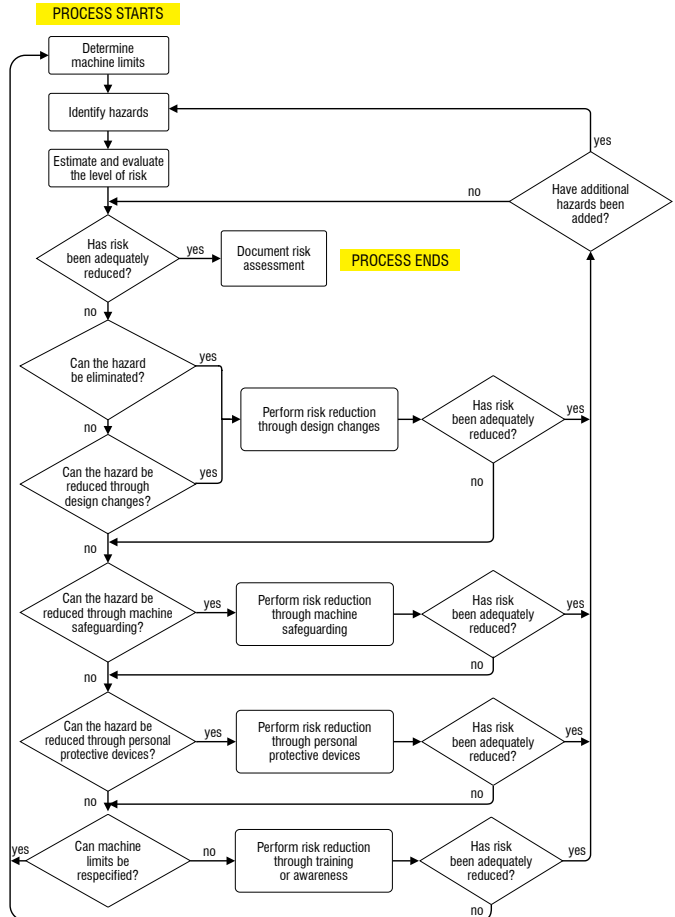 PROCESS STARTS
Determine
machine limits
Identify hazards
yes
Estimate and evaluate
the level of risk
no
Have additional
hazards been
added?
Has risk
been adequately
reduced?
yes
Document risk
assessment
PROCESS ENDS
no
Can the hazard
be eliminated?
yes
Perform risk reduction
through design changes
Has risk
been adequately
reduced?
yes
no
Can the hazard be
reduced through
design changes?
yes
no
no
Can the hazard be
reduced through machine
safeguarding?
yes
Perform risk reduction
through machine
safeguarding
Has risk
been adequately
reduced?
yes
no
no
Can the hazard be
reduced through personal
protective devices?
yes
Perform risk reduction
through personal
protective devices
Has risk
been adequately
reduced?
yes
no
no
yes
Can machine
limits be
respecified?
no
Perform risk reduction
through training
or awareness
Has risk
been adequately
reduced?
yes
no